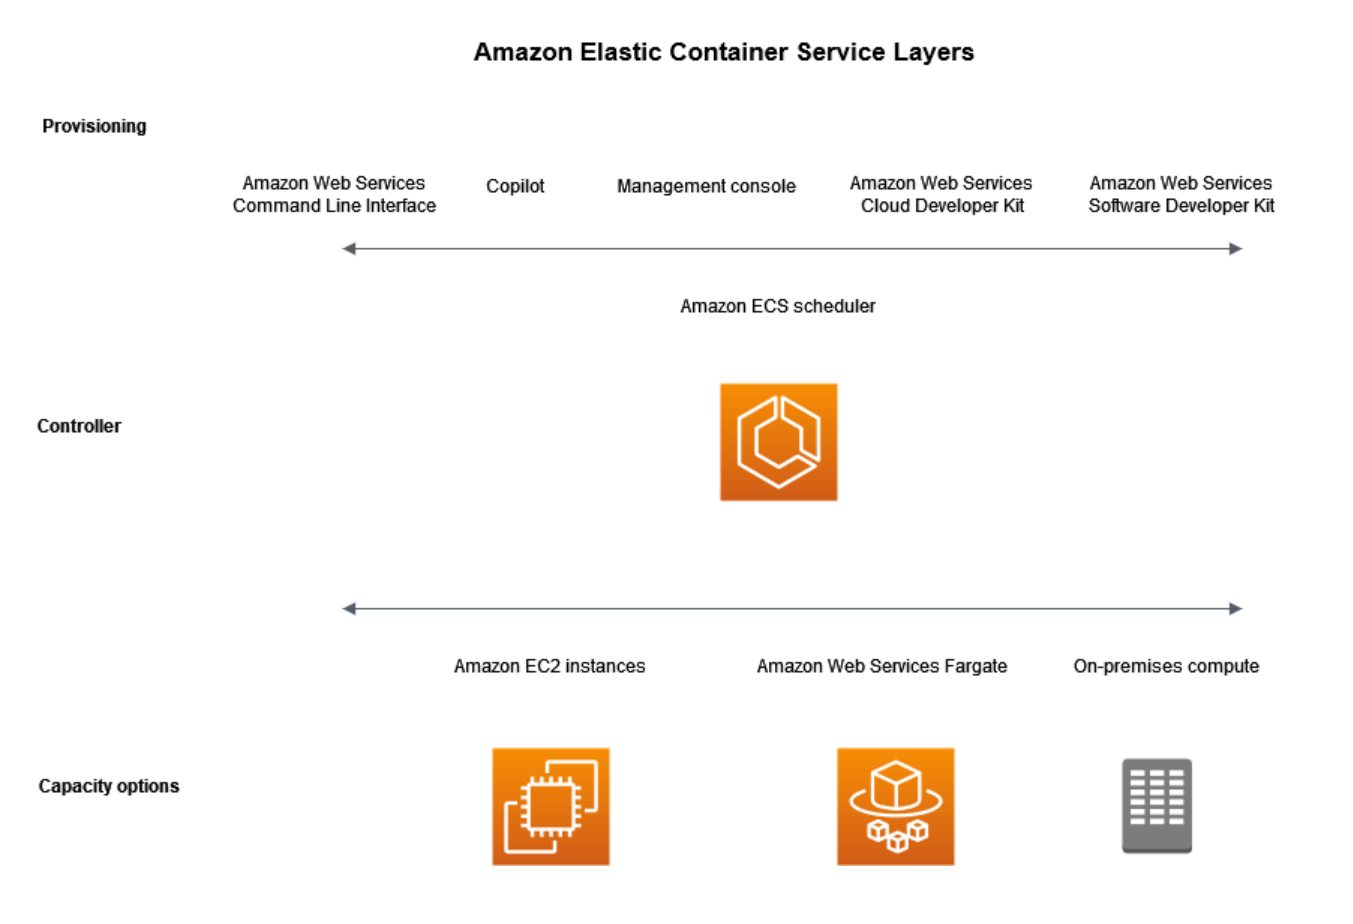 Amazon Elastic Container Service Layers
Provisioning
Amazon Web Services
Command Line Interface
Copilot
Management console
Amazon Web Services
Cloud Developer Kit
Amazon Web Services
Software Developer Kit
Amazon ECS scheduler
Controller
Amazon EC2 instances
Amazon Web Services Fargate
On-premises compute
Capacity options